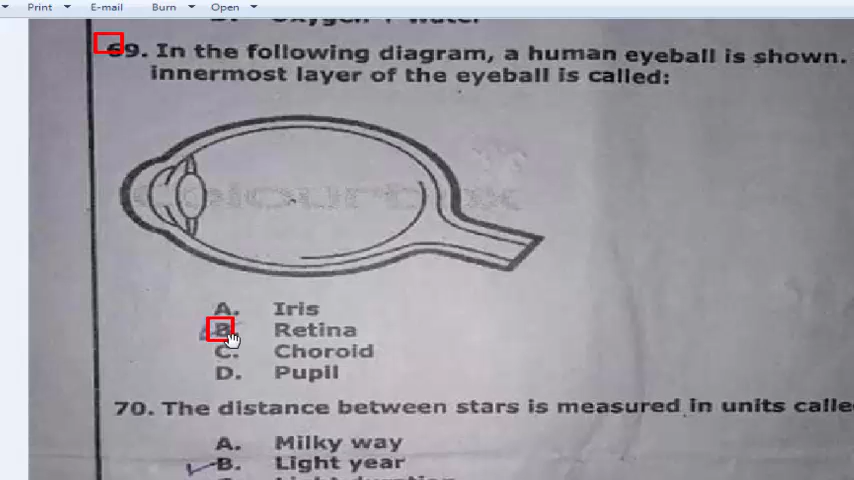 Print E-mail Burn Open
D. Oxygen + Water
69. In the following diagram, a human eyeball is shown.
innermost layer of the eyeball is called:
A. Iris
B. Retina
C. Choroid
D. Pupil
70. The distance between stars is measured in units calle
A. Milky way
B. Light year